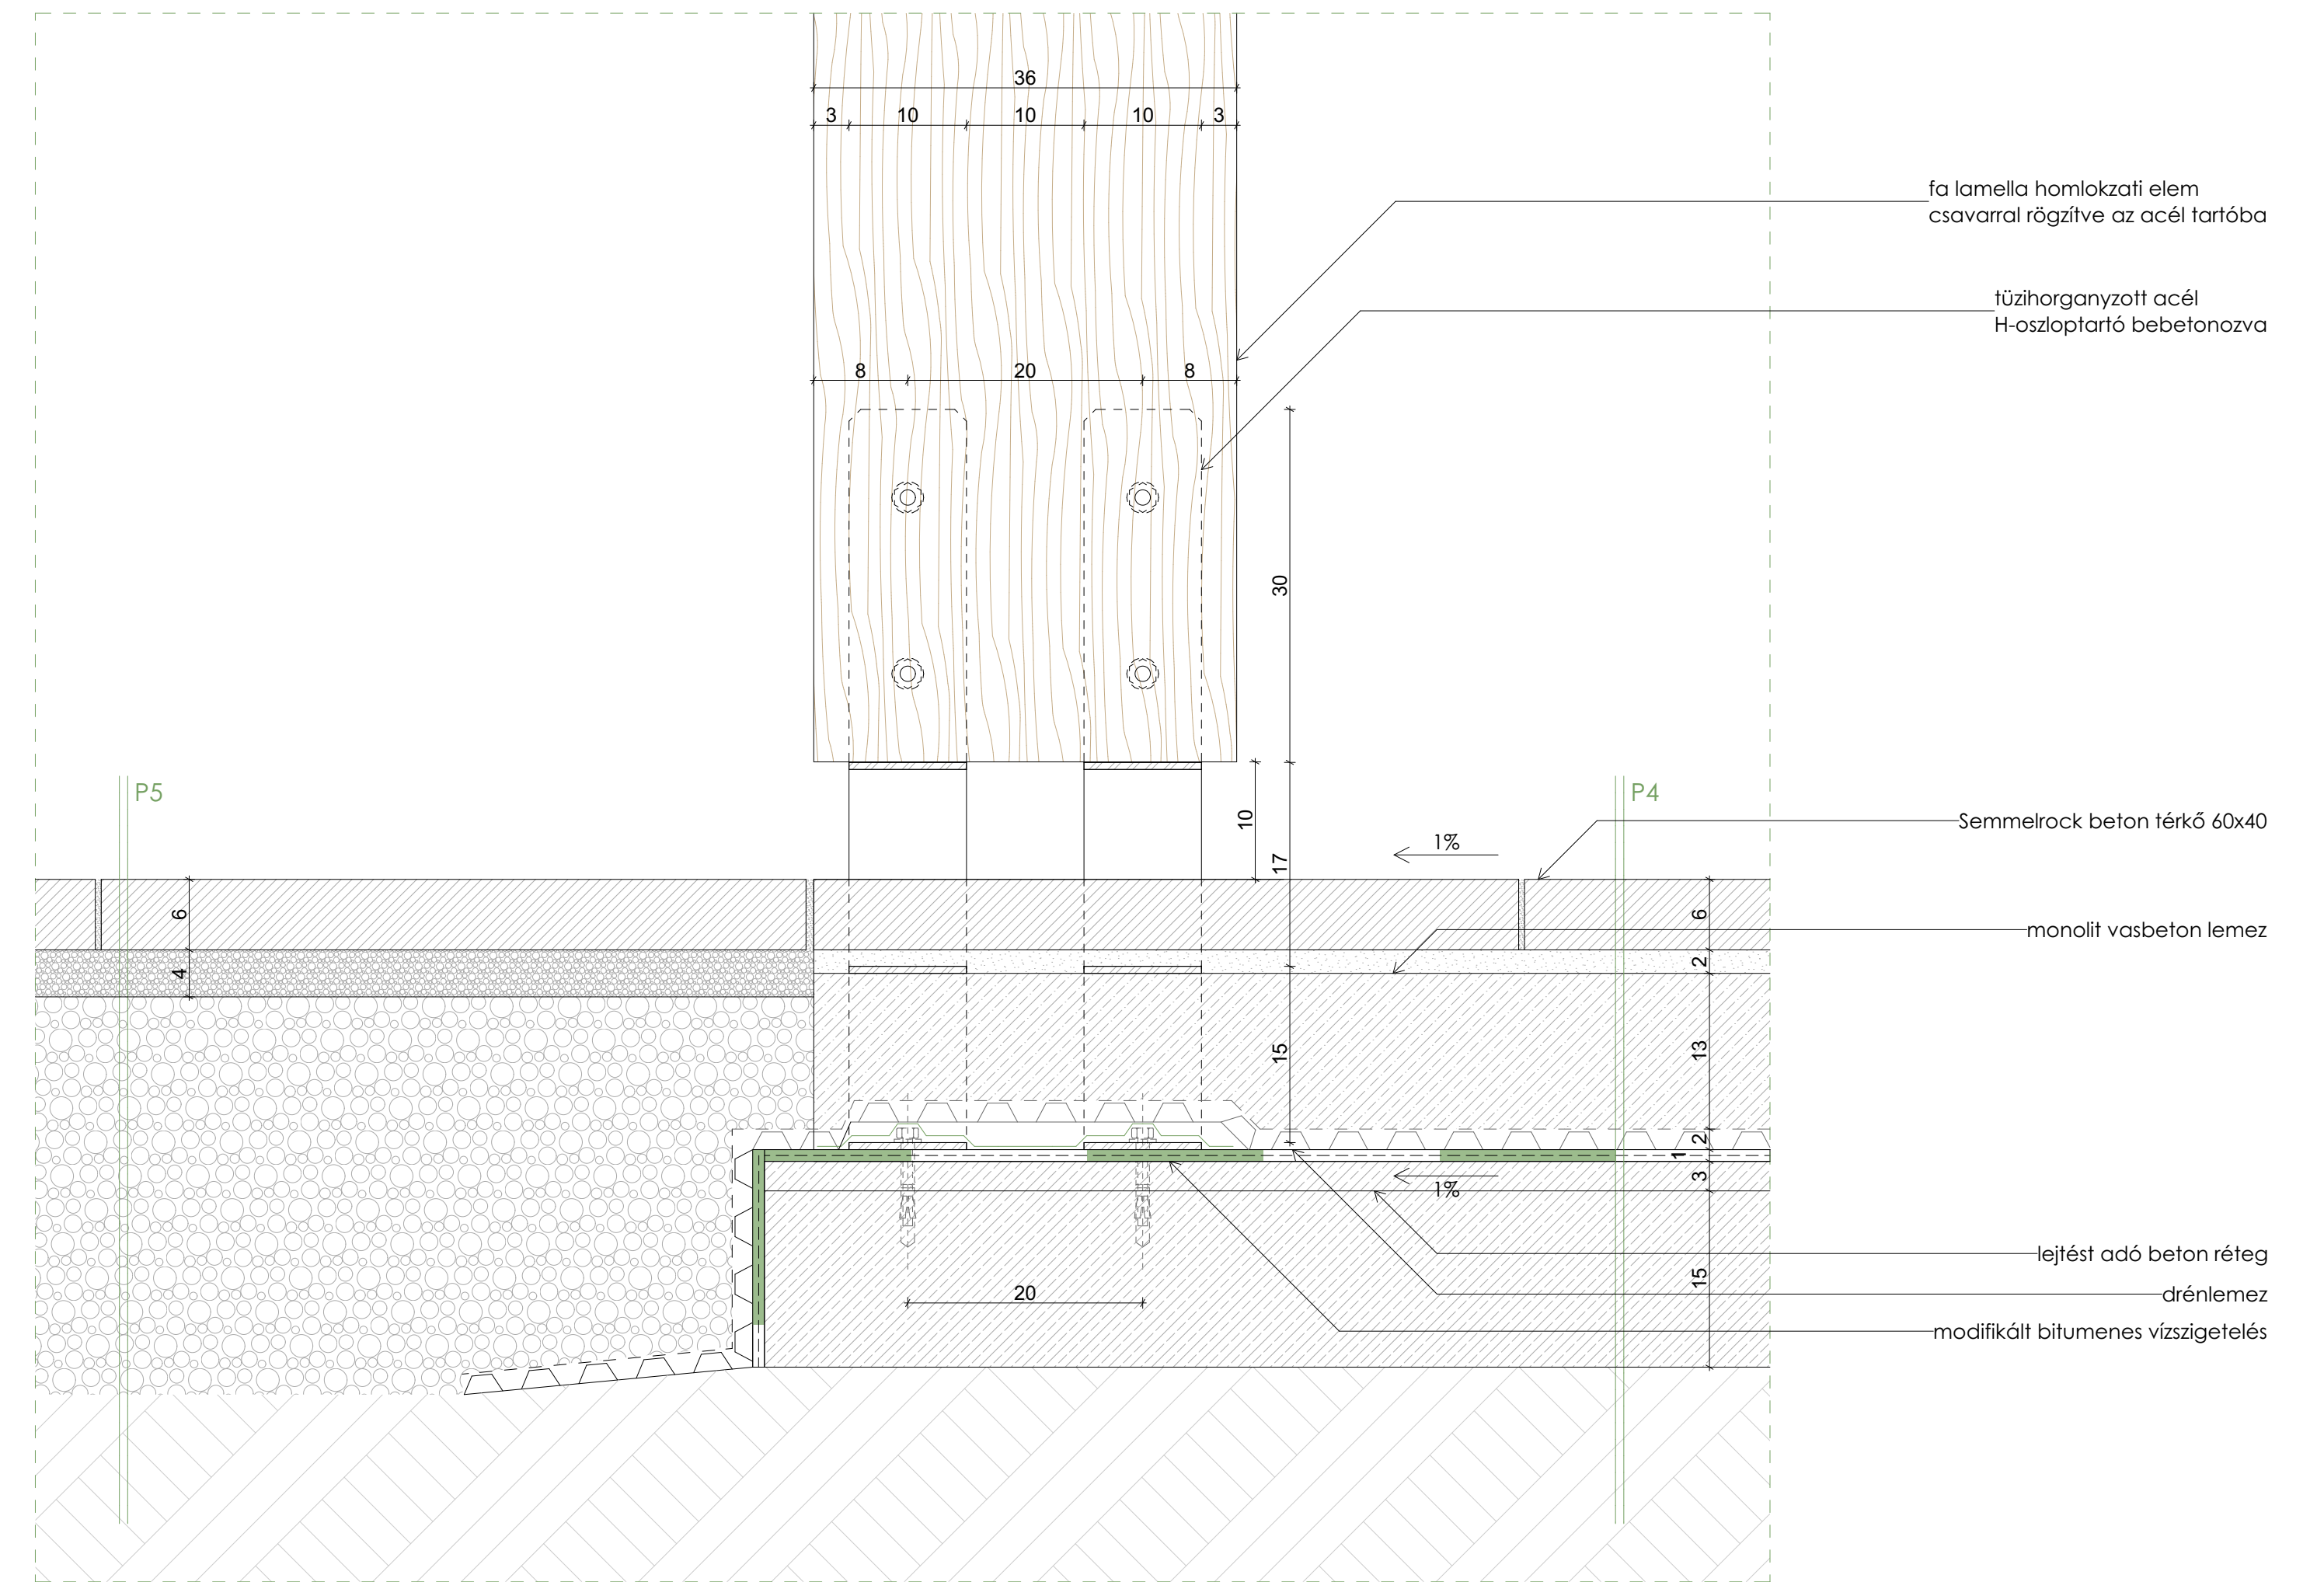 36
3 10 10 10 3
fa lamella homlokzati elem
csavarral rögzítve az acél tartóba
tüzihorganyzott acél
H-oszloptartó bebetonozva
8 20 8
30
P5
P4
10
Semmelrock beton térkő 60x40
1%
17
6
6
monolit vasbeton lemez
4
2
13
15
2
1
3
1%
lejtést adó beton réteg
15
20
drénlemez
modifikált bitumenes vízszigetelés